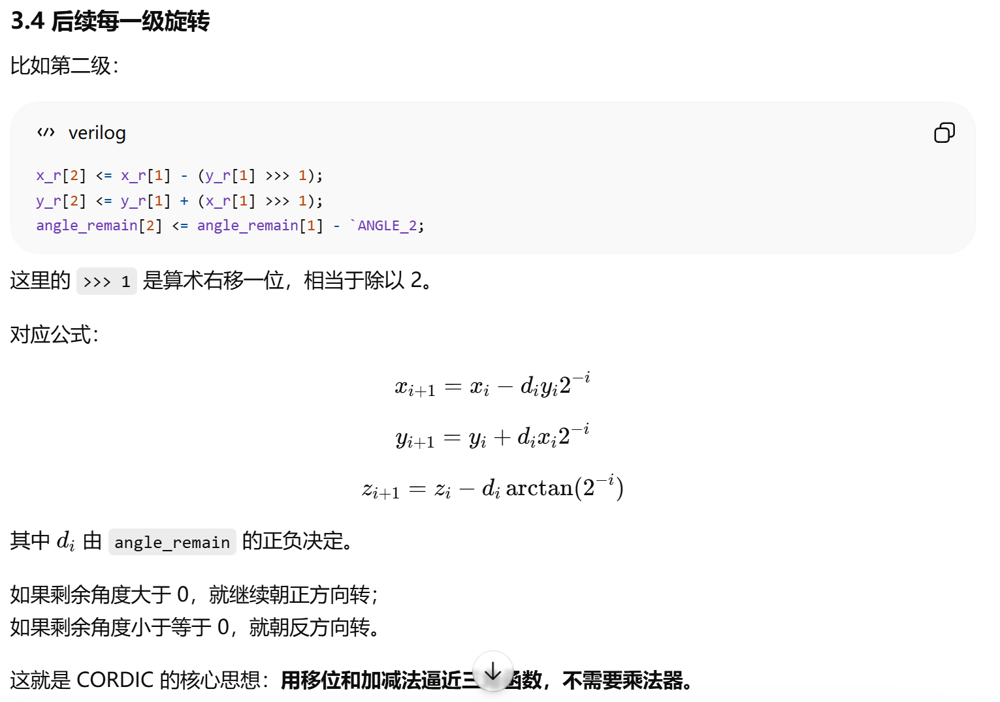 3.4 后续每一级旋转
比如第二级：
verilog
x_r[2] <= x_r[1] - (y_r[1] >>> 1);
y_r[2] <= y_r[1] + (x_r[1] >>> 1);
angle_remain[2] <= angle_remain[1] - `ANGLE_2;
这里的 >>> 1 是算术右移一位，相当于除以 2。
对应公式：
x_{i+1} = x_i − d_i y_i 2^{−i}
y_{i+1} = y_i + d_i x_i 2^{−i}
z_{i+1} = z_i − d_i arctan(2^{−i})
其中 d_i 由 angle_remain 的正负决定。
如果剩余角度大于 0，就继续朝正方向转；
如果剩余角度小于等于 0，就朝反方向转。
这就是 CORDIC 的核心思想：用移位和加减法逼近三函数，不需要乘法器。